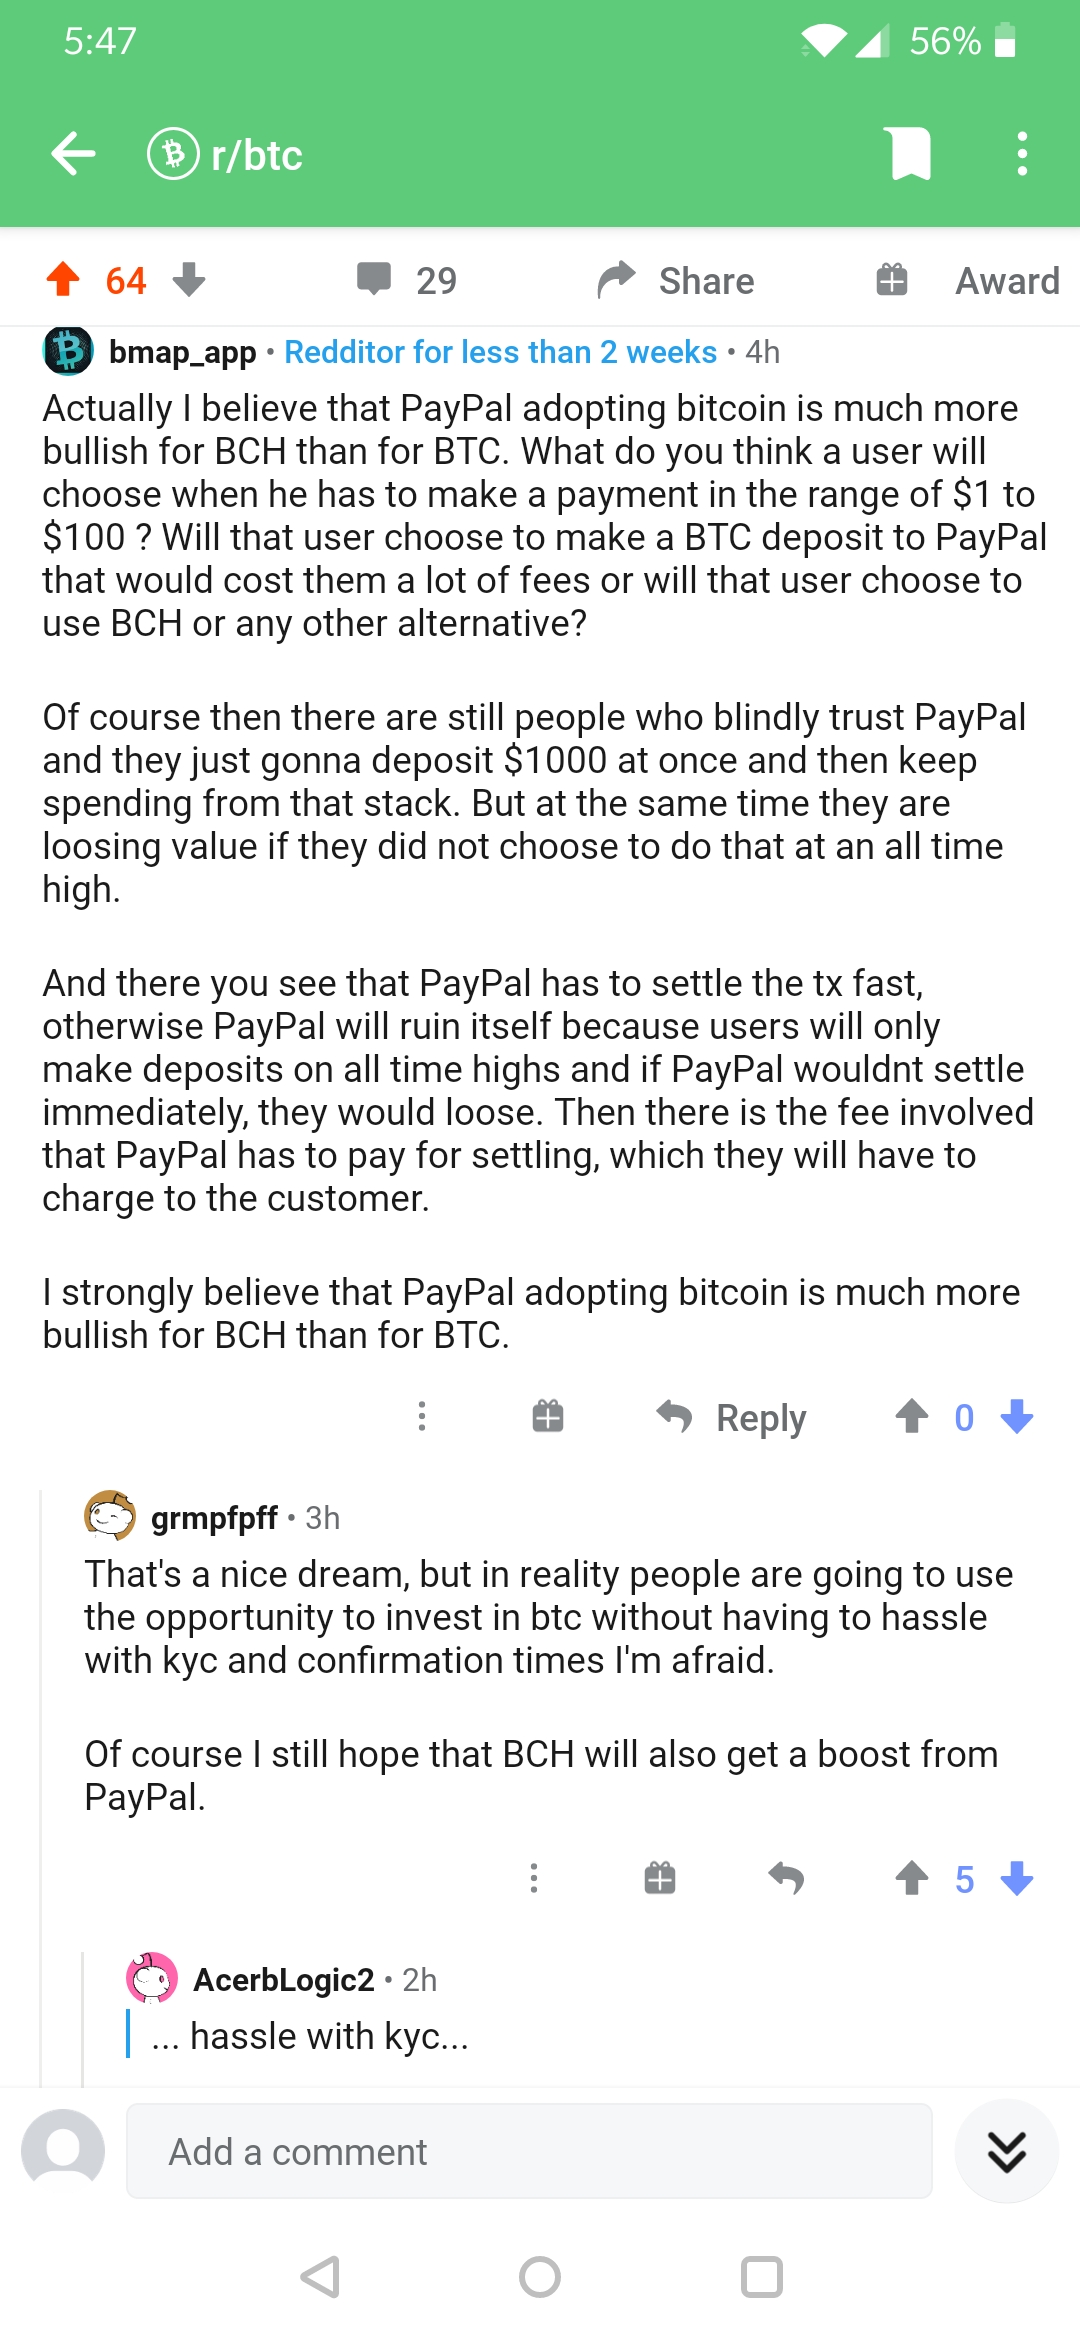 5:47
56%
r/btc
64
29
Share
Award
bmap_app • Redditor for less than 2 weeks • 4h
Actually I believe that PayPal adopting bitcoin is much more
bullish for BCH than for BTC. What do you think a user will
choose when he has to make a payment in the range of $1 to
$100 ? Will that user choose to make a BTC deposit to PayPal
that would cost them a lot of fees or will that user choose to
use BCH or any other alternative?
Of course then there are still people who blindly trust PayPal
and they just gonna deposit $1000 at once and then keep
spending from that stack. But at the same time they are
loosing value if they did not choose to do that at an all time
high.
And there you see that PayPal has to settle the tx fast,
otherwise PayPal will ruin itself because users will only
make deposits on all time highs and if PayPal wouldnt settle
immediately, they would loose. Then there is the fee involved
that PayPal has to pay for settling, which they will have to
charge to the customer.
I strongly believe that PayPal adopting bitcoin is much more
bullish for BCH than for BTC.
Reply
0
grmpfpff • 3h
That's a nice dream, but in reality people are going to use
the opportunity to invest in btc without having to hassle
with kyc and confirmation times I'm afraid.
Of course I still hope that BCH will also get a boost from
PayPal.
5
AcerbLogic2 • 2h
... hassle with kyc...
Add a comment